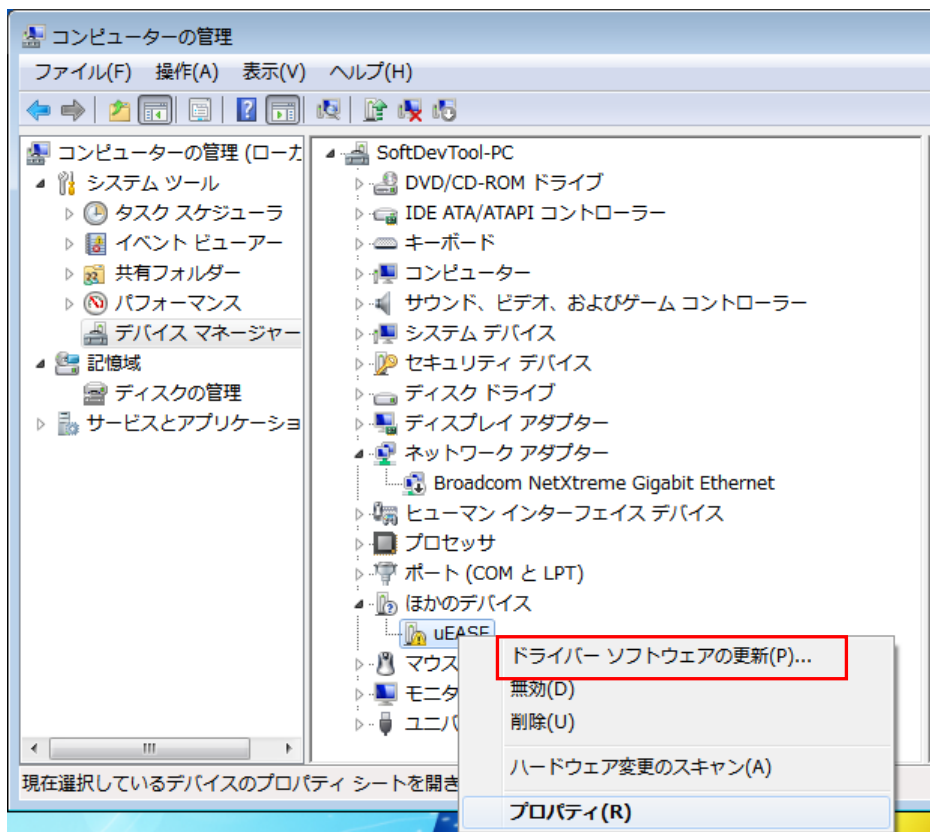 コンピューターの管理
ファイル(F) 操作(A) 表示(V) ヘルプ(H)
コンピューターの管理 (ローカ
システム ツール
タスク スケジューラ
イベント ビューアー
共有フォルダー
パフォーマンス
デバイス マネージャー
記憶域
ディスクの管理
サービスとアプリケーショ
SoftDevTool-PC
DVD/CD-ROM ドライブ
IDE ATA/ATAPI コントローラー
キーボード
コンピューター
サウンド、ビデオ、およびゲーム コントローラー
システム デバイス
セキュリティ デバイス
ディスク ドライブ
ディスプレイ アダプター
ネットワーク アダプター
Broadcom NetXtreme Gigabit Ethernet
ヒューマン インターフェイス デバイス
プロセッサ
ポート (COM と LPT)
ほかのデバイス
uEASE
マウス
モニタ
ユニバ
ドライバー ソフトウェアの更新(P)...
無効(D)
削除(U)
ハードウェア変更のスキャン(A)
プロパティ(R)
現在選択しているデバイスのプロパティ シートを開き